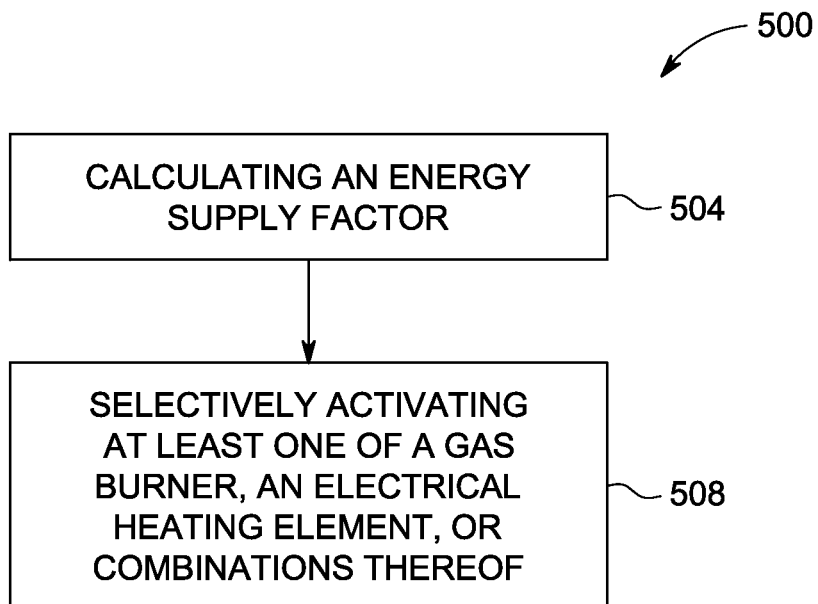 500
CALCULATING AN ENERGY
SUPPLY FACTOR
504
SELECTIVELY ACTIVATING
AT LEAST ONE OF A GAS
BURNER, AN ELECTRICAL
HEATING ELEMENT, OR
COMBINATIONS THEREOF
508